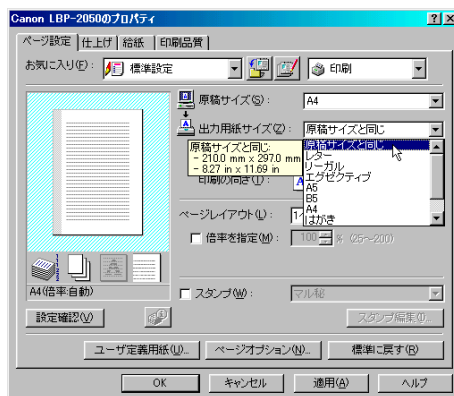 Canon LBP-2050のプロパティ
ページ設定 仕上げ 給紙 印刷品質
お気に入り(F): 標準設定 印刷
原稿サイズ(S): A4
出力用紙サイズ(Z): 原稿サイズと同じ
原稿サイズと同じ:
- 210.0 mm x 297.0 mm
- 8.27 in x 11.69 in
原稿サイズと同じ
レター
リーガル
エグゼクティブ
A5
B5
A4
はがき
印刷の向き(T): A
ページレイアウト(L): 1
倍率を指定(M): 100 % (25～200)
A4(倍率:自動)
スタンプ(W): マル秘
設定確認(V) スタンプ編集(I)...
ユーザ定義用紙(U)... ページオプション(N)... 標準に戻す(R)
OK キャンセル 適用(A) ヘルプ